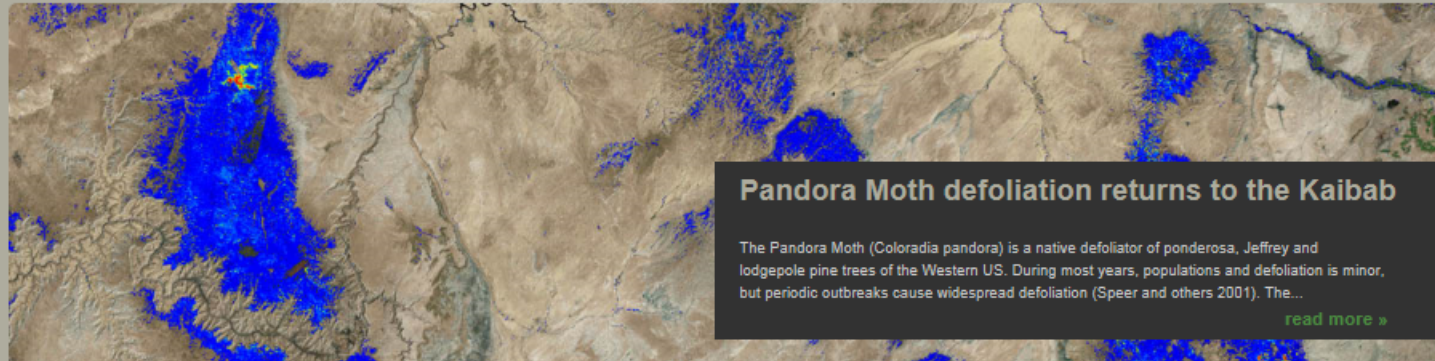 Pandora Moth defoliation returns to the Kaibab
The Pandora Moth (Coloradia pandora) is a native defoliator of ponderosa, Jeffrey and
lodgepole pine trees of the Western US. During most years, populations and defoliation is minor,
but periodic outbreaks cause widespread defoliation (Speer and others 2001). The...
read more »